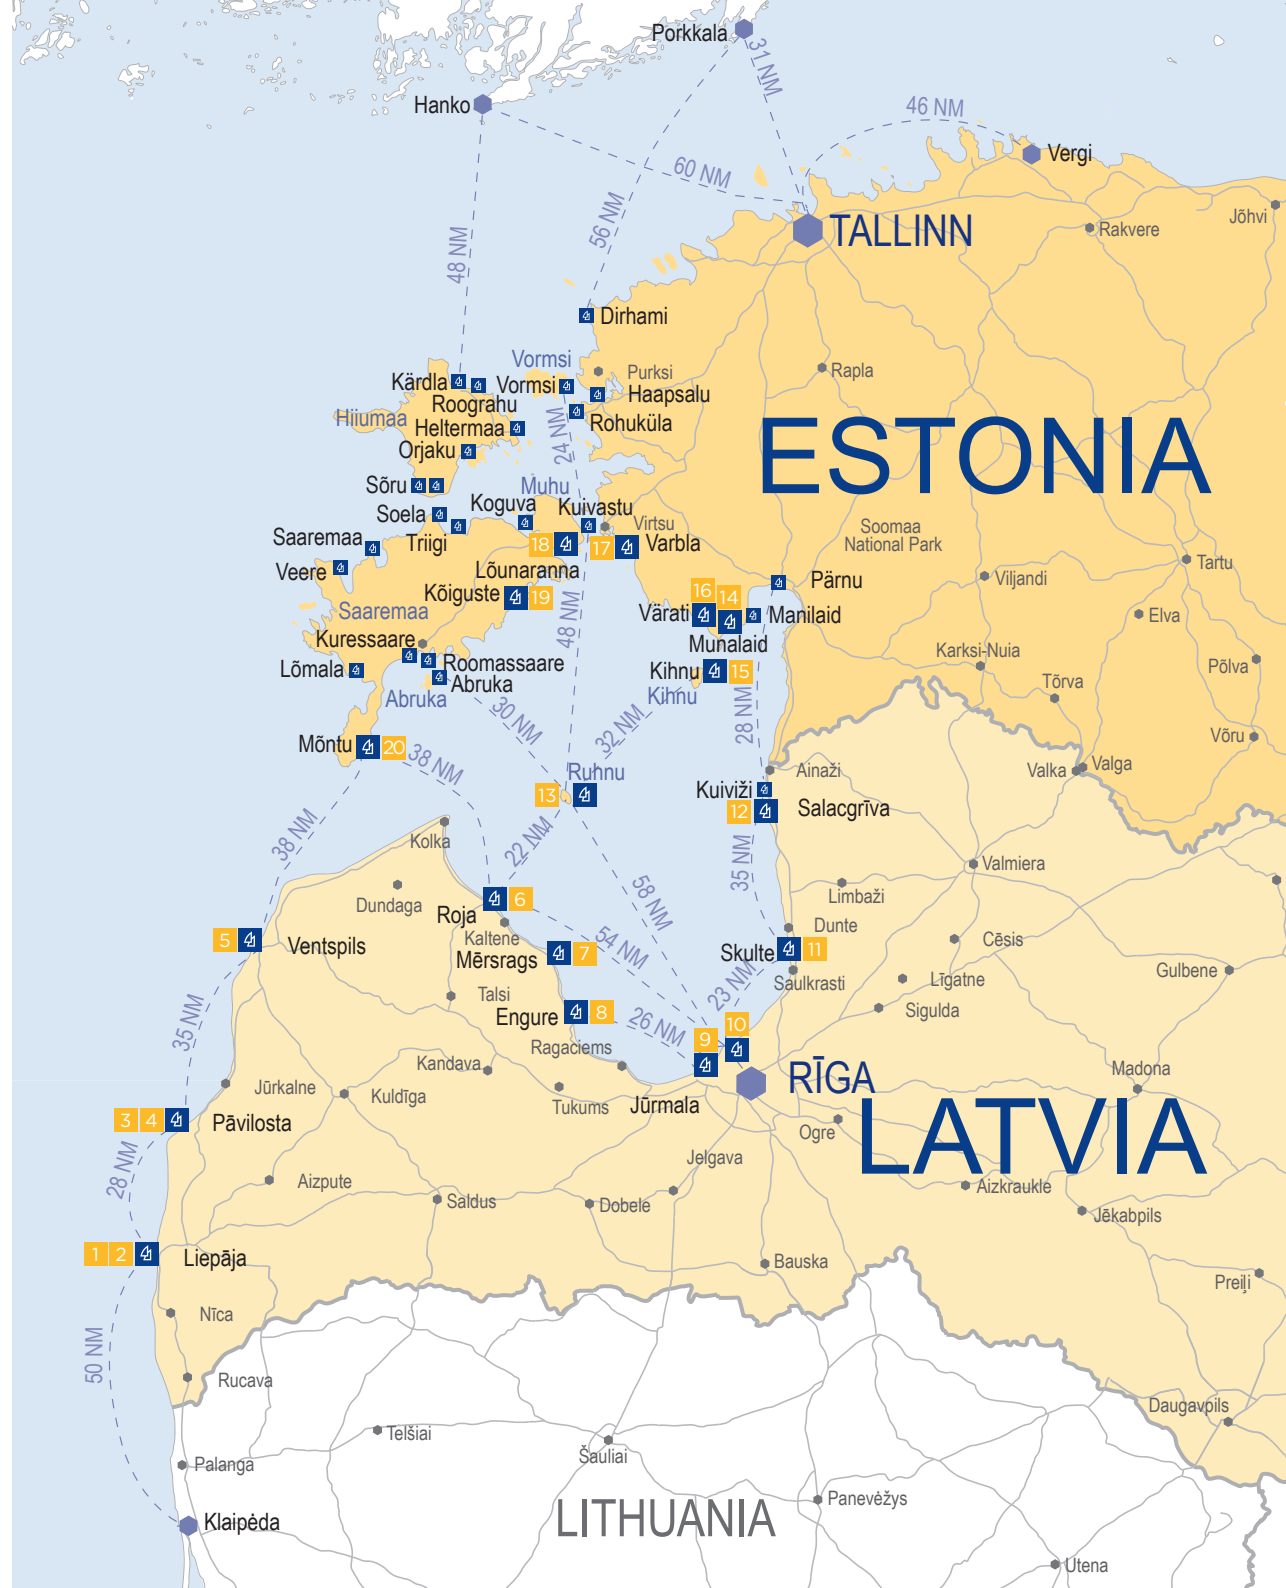 Porkkala
31 NM
Hanko
46 NM
Vergi
60 NM
56 NM
48 NM
TALLINN
Rakvere
Jõhvi
Dirhami
Vormsi
Purksi
Rapla
Kärdla
Vormsi
Haapsalu
Roograhu
Rohuküla
Hiiumaa
Heltermaa
Orjaku
24 NM
ESTONIA
Sõru
Muhu
Koguva
Kuivastu
Soela
Triigi
Virtsu
Soomaa
National Park
Saaremaa
18
17
Varbla
Veere
Lõunaranna
Tartu
Kõiguste
19
16
14
Pärnu
Viljandi
Saaremaa
48 NM
Värati
Manilaid
Elva
Kuressaare
Munalaid
Karksi-Nuia
Põlva
Lõmala
Roomassaare
Abruka
Kihnu
15
Abruka
Kihnu
Tõrva
30 NM
32 NM
28 NM
Võru
Mõntu
20
38 NM
Ruhnu
Ainaži
Valka
Valga
13
Kuiviži
12
Salacgrīva
38 NM
Kolka
22 NM
35 NM
Valmiera
Dundaga
58 NM
Limbaži
Roja
6
Kaltene
54 NM
Dunte
5
Ventspils
Mērsrags
7
Skulte
11
Cēsis
Gulbene
Saulkrasti
Līgatne
Talsi
23 NM
Sigulda
35 NM
Engure
8
26 NM
10
9
Ragaciems
Kandava
RĪGA
Madona
Jūrkalne
Kuldīga
Tukums
Jūrmala
3
4
Pāvilosta
Ogre
LATVIA
28 NM
Jelgava
Aizpute
Saldus
Dobele
Aizkraukle
Jēkabpils
1
2
Liepāja
Bauska
Preiļi
Nīca
50 NM
Rucava
Daugavpils
Telšiai
Šauliai
Palanga
Panevėžys
Klaipėda
LITHUANIA
Utena